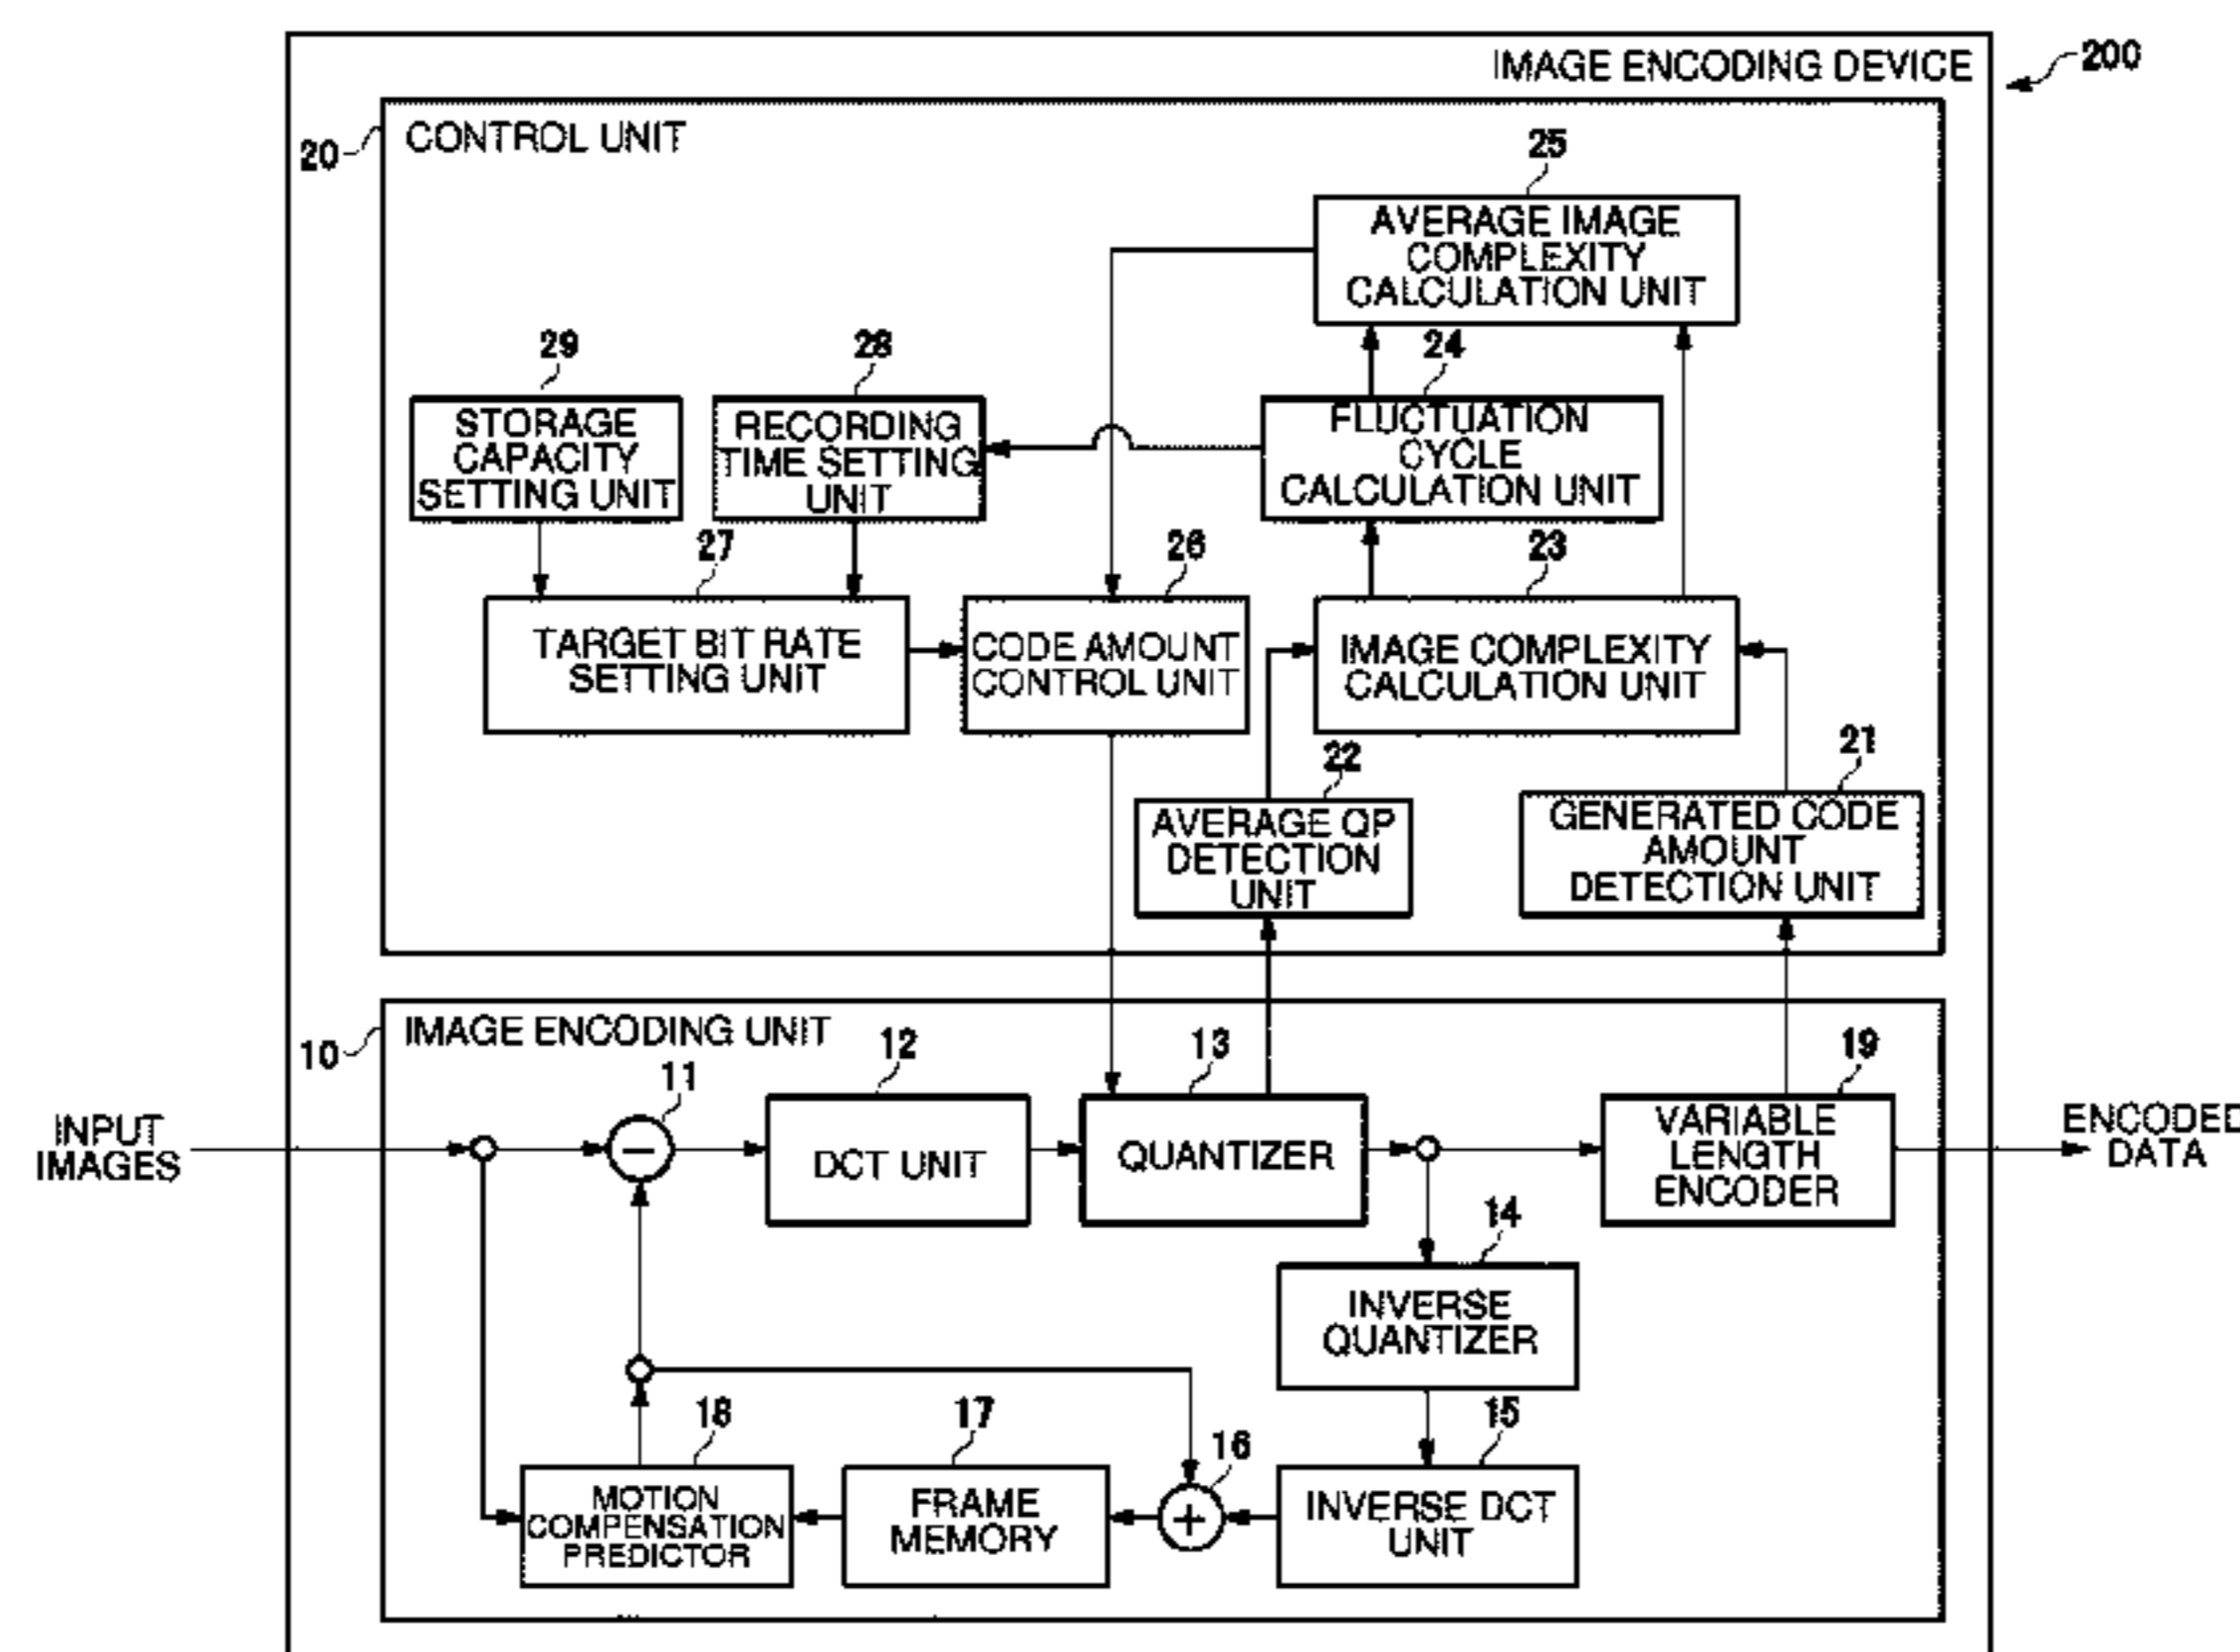 IMAGE ENCODING DEVICE
200
20
CONTROL UNIT
25
AVERAGE IMAGE
COMPLEXITY
CALCULATION UNIT
29
28
24
STORAGE
CAPACITY
SETTING UNIT
RECORDING
TIME SETTING
UNIT
FLUCTUATION
CYCLE
CALCULATION UNIT
27
26
23
TARGET BIT RATE
SETTING UNIT
CODE AMOUNT
CONTROL UNIT
IMAGE COMPLEXITY
CALCULATION UNIT
22
21
AVERAGE QP
DETECTION
UNIT
GENERATED CODE
AMOUNT
DETECTION UNIT
10
IMAGE ENCODING UNIT
11
12
13
19
INPUT
IMAGES
−
DCT UNIT
QUANTIZER
VARIABLE
LENGTH
ENCODER
ENCODED
DATA
14
INVERSE
QUANTIZER
18
17
16
15
MOTION
COMPENSATION
PREDICTOR
FRAME
MEMORY
+
INVERSE DCT
UNIT